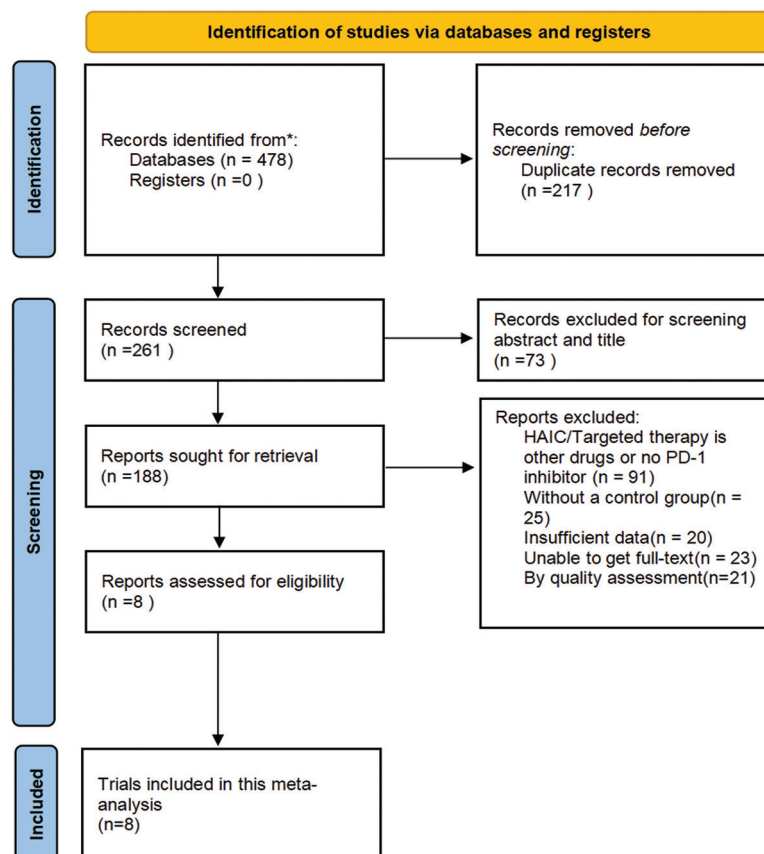 Identification of studies via databases and registers
Identification
Records identified from*:
Databases (n = 478)
Registers (n =0 )
Records removed before
screening:
Duplicate records removed
(n =217 )
Screening
Records screened
(n =261 )
Records excluded for screening
abstract and title
(n =73 )
Reports sought for retrieval
(n =188)
Reports excluded:
HAIC/Targeted therapy is
other drugs or no PD-1
inhibitor (n = 91)
Without a control group(n =
25)
Insufficient data(n = 20)
Unable to get full-text(n = 23)
By quality assessment(n=21)
Reports assessed for eligibility
(n =8 )
Included
Trials included in this meta-
analysis
(n=8)